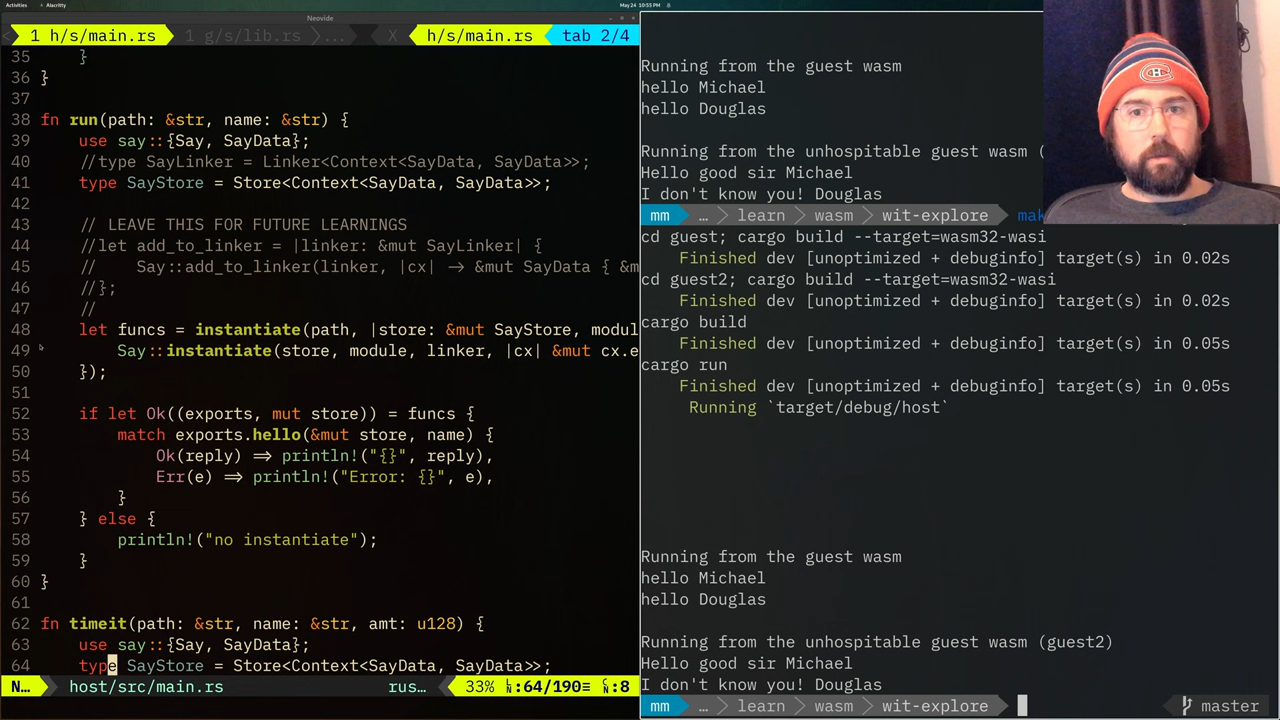 Activities Alacritty
May 24 10:55 PM
Neovide
1 h/s/main.rs 1 g/s/lib.rs ... X h/s/main.rs tab 2/4
35 }
36 }
37
38 fn run(path: &str, name: &str) {
39 use say::{Say, SayData};
40 //type SayLinker = Linker<Context<SayData, SayData>>;
41 type SayStore = Store<Context<SayData, SayData>>;
42
43 // LEAVE THIS FOR FUTURE LEARNINGS
44 //let add_to_linker = |linker: &mut SayLinker| {
45 // Say::add_to_linker(linker, |cx| -> &mut SayData { &m
46 //};
47 //
48 let funcs = instantiate(path, |store: &mut SayStore, modul
49 Say::instantiate(store, module, linker, |cx| &mut cx.e
50 });
51
52 if let Ok((exports, mut store)) = funcs {
53 match exports.hello(&mut store, name) {
54 Ok(reply) => println!("{}", reply),
55 Err(e) => println!("Error: {}", e),
56 }
57 } else {
58 println!("no instantiate");
59 }
60 }
61
62 fn timeit(path: &str, name: &str, amt: u128) {
63 use say::{Say, SayData};
64 type SayStore = Store<Context<SayData, SayData>>;
N… host/src/main.rs rus… 33% LN:64/190≡ CN:8
Running from the guest wasm
hello Michael
hello Douglas
Running from the unhospitable guest wasm (
Hello good sir Michael
I don't know you! Douglas
mm … learn wasm wit-explore mak
cd guest; cargo build --target=wasm32-wasi
Finished dev [unoptimized + debuginfo] target(s) in 0.02s
cd guest2; cargo build --target=wasm32-wasi
Finished dev [unoptimized + debuginfo] target(s) in 0.02s
cargo build
Finished dev [unoptimized + debuginfo] target(s) in 0.05s
cargo run
Finished dev [unoptimized + debuginfo] target(s) in 0.05s
Running `target/debug/host`
Running from the guest wasm
hello Michael
hello Douglas
Running from the unhospitable guest wasm (guest2)
Hello good sir Michael
I don't know you! Douglas
mm … learn wasm wit-explore master